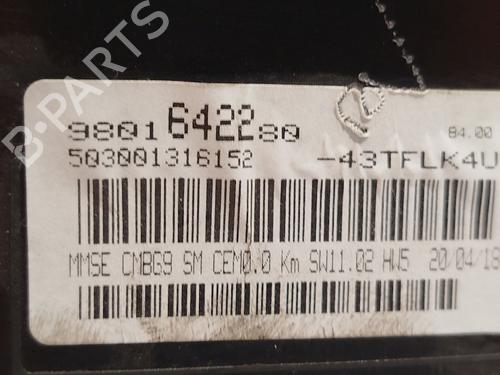 B-PARTS
9801642280
84.00
503001316152
-43TFLK4U
MMSE CMBG9 SM CEM0.0 Km SW11.02 HW5 20/04/18